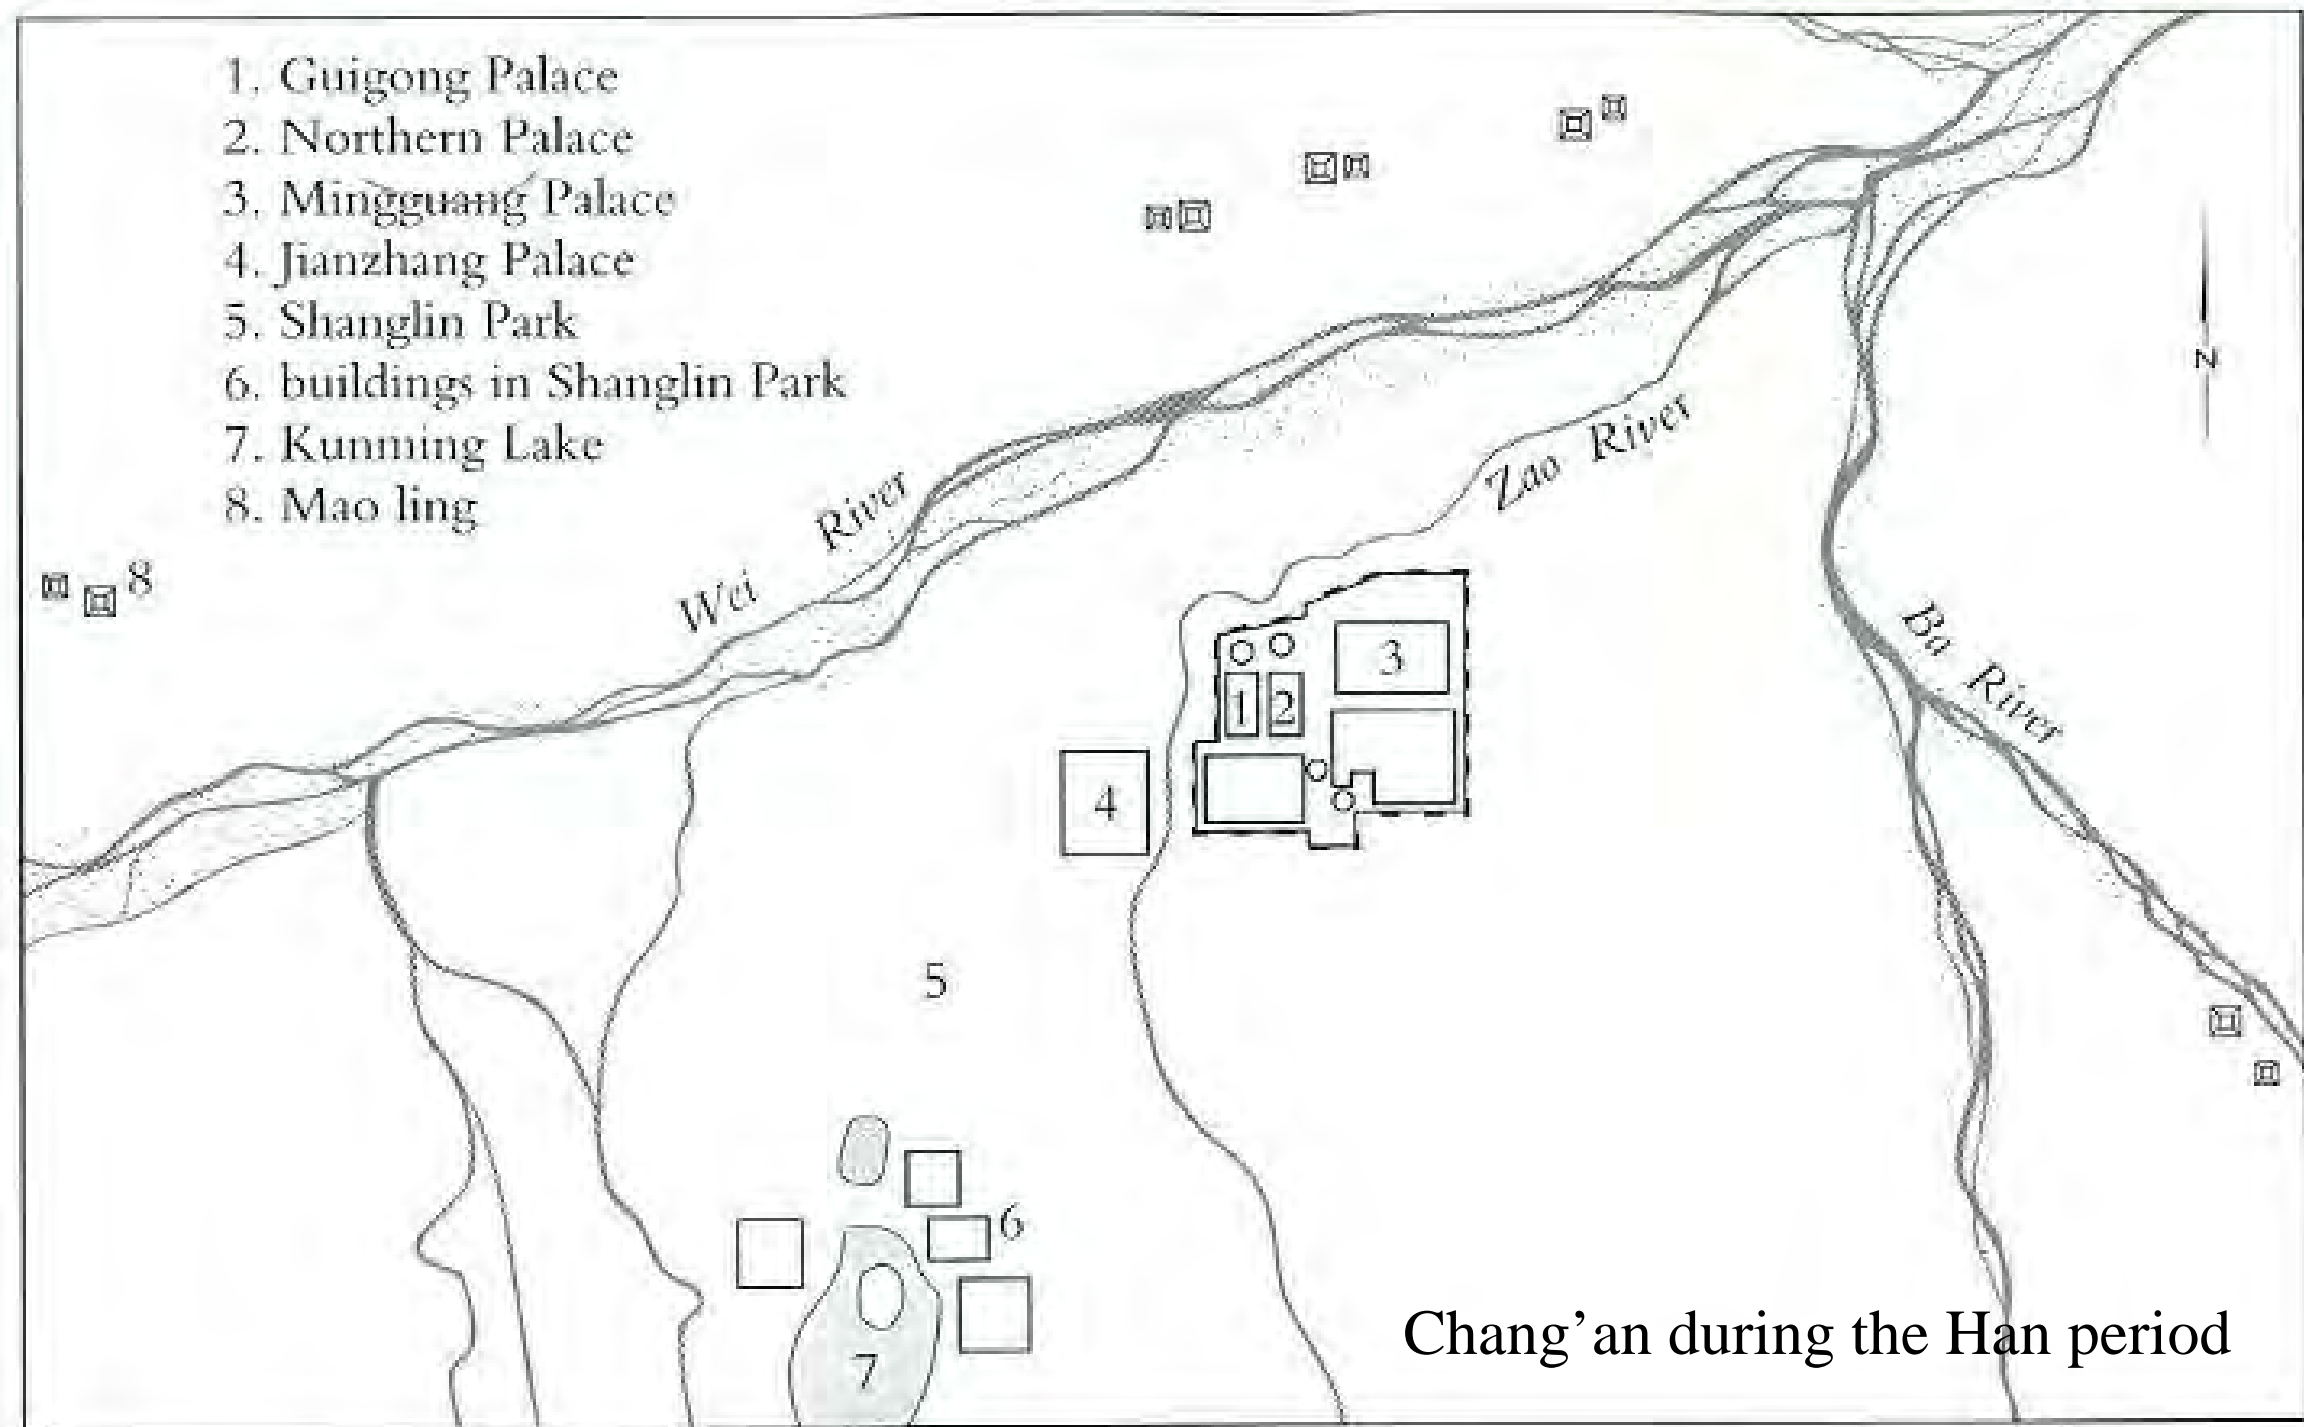 1. Guigong Palace
2. Northern Palace
3. Mingguang Palace
4. Jianzhang Palace
5. Shanglin Park
6. buildings in Shanglin Park
7. Kunming Lake
8. Mao ling
8
Wei River
Zao River
Ba River
N
3
1 2
4
5
6
7
Chang’an during the Han period